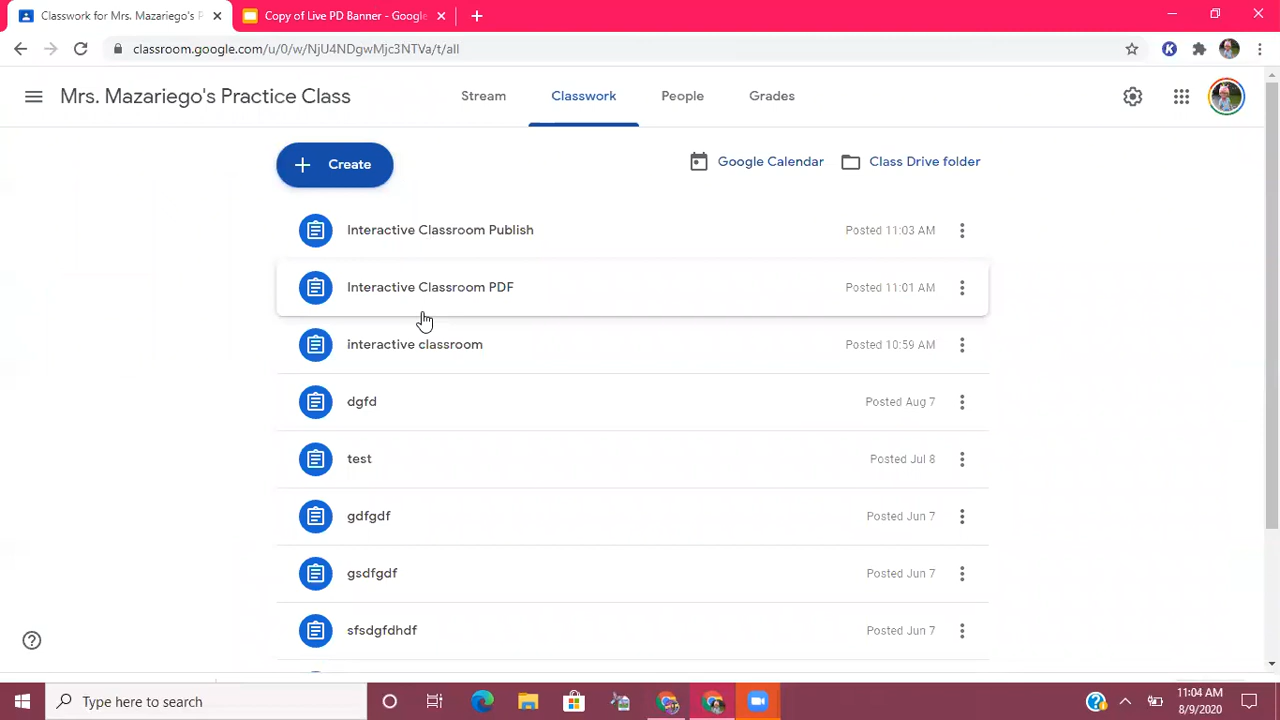 Classwork for Mrs. Mazariego's P
Copy of Live PD Banner - Google
classroom.google.com/u/0/w/NjU4NDgwMjc3NTVa/t/all
Mrs. Mazariego's Practice Class
Stream
Classwork
People
Grades
Create
Google Calendar
Class Drive folder
Interactive Classroom Publish
Posted 11:03 AM
Interactive Classroom PDF
Posted 11:01 AM
interactive classroom
Posted 10:59 AM
dgfd
Posted Aug 7
test
Posted Jul 8
gdfgdf
Posted Jun 7
gsdfgdf
Posted Jun 7
sfsdgfdhdf
Posted Jun 7
Type here to search
11:04 AM
8/9/2020